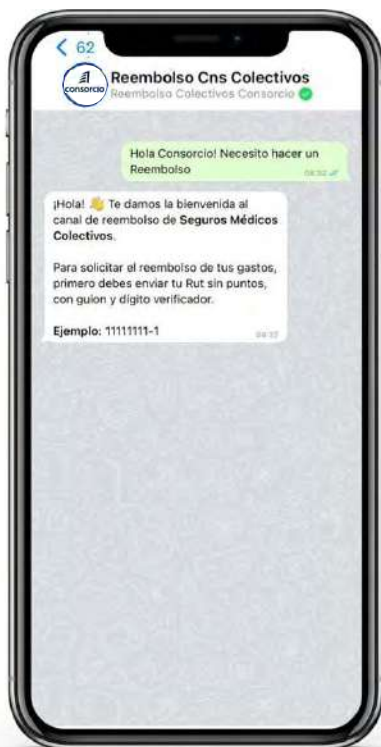 62
consorcio
Reembolso Cns Colectivos
Reembolso Colectivos Consorcio
Hola Consorcio! Necesito hacer un
Reembolso
¡Hola! 👋 Te damos la bienvenida al
canal de reembolso de Seguros Médicos
Colectivos.
Para solicitar el reembolso de tus gastos,
primero debes enviar tu Rut sin puntos,
con guion y dígito verificador.
Ejemplo: 11111111-1